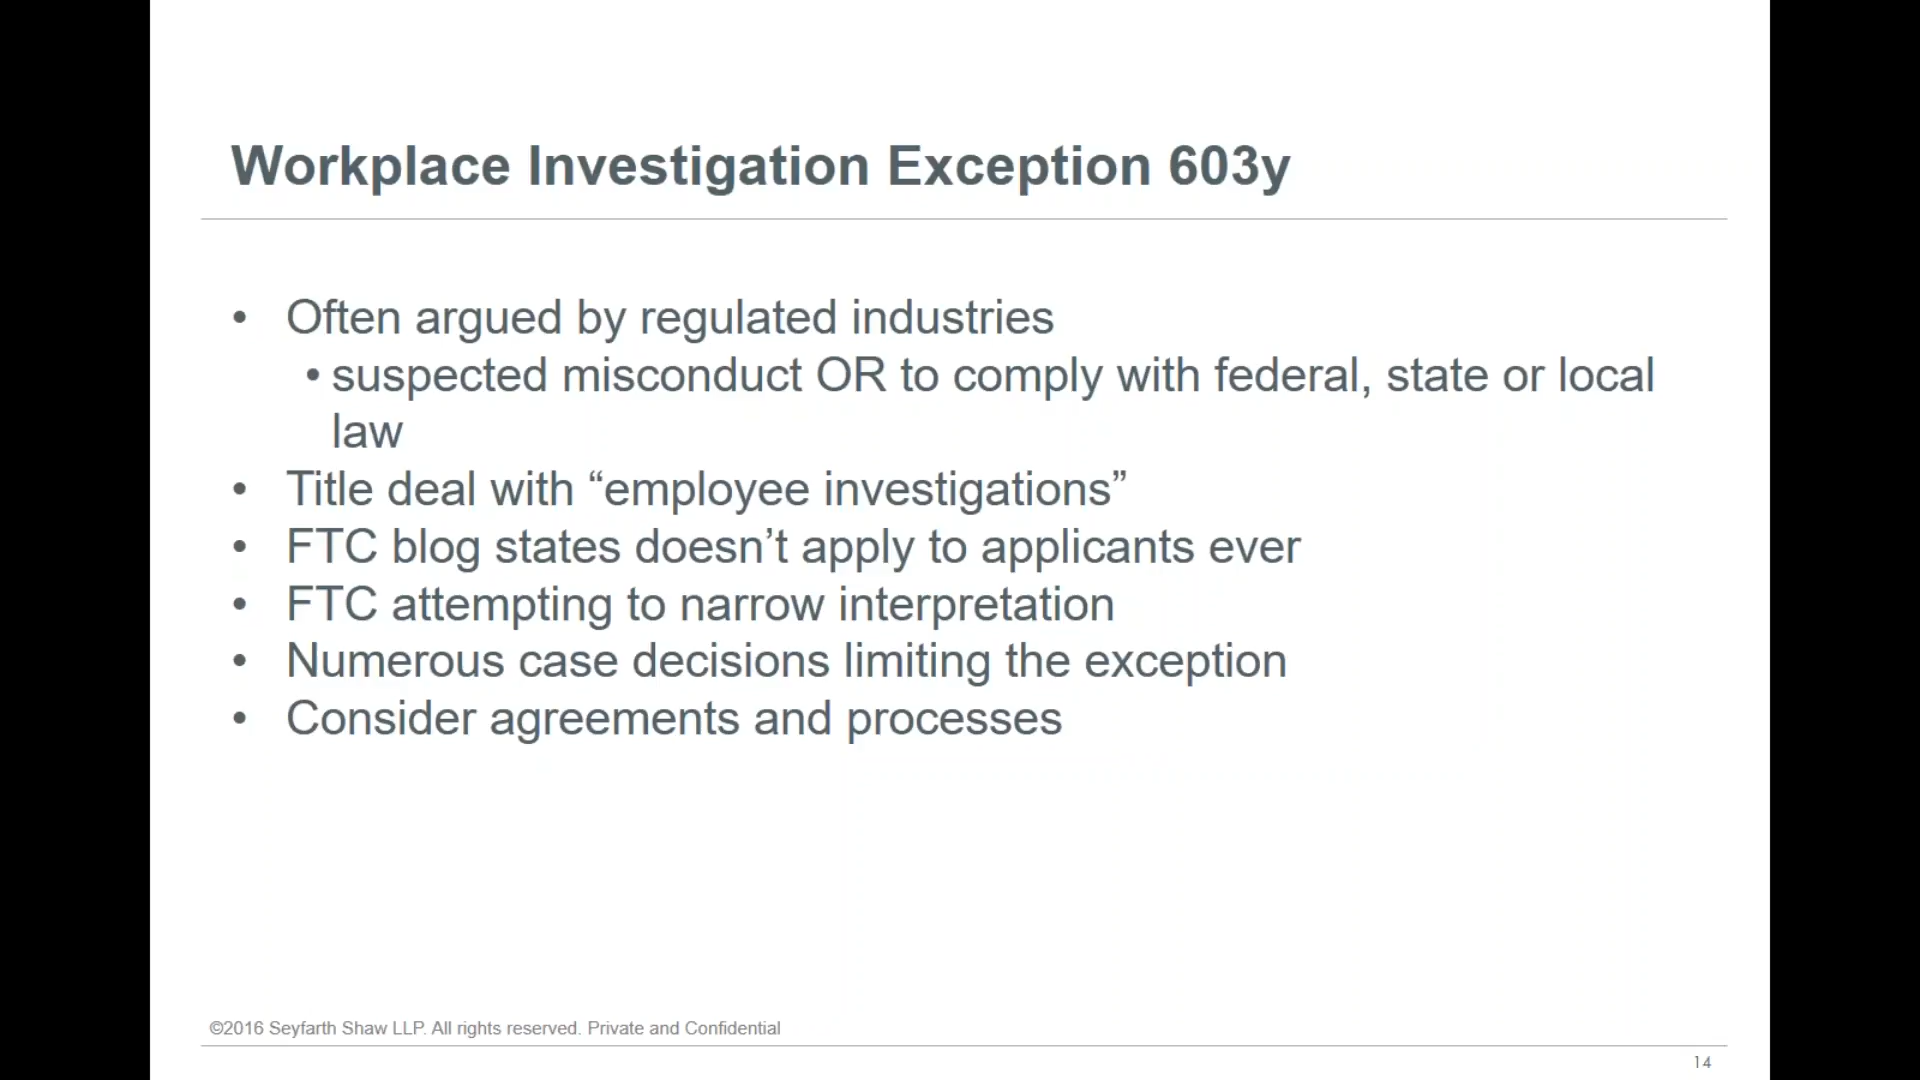 Workplace Investigation Exception 603y
• Often argued by regulated industries
• suspected misconduct OR to comply with federal, state or local
law
• Title deal with “employee investigations”
• FTC blog states doesn’t apply to applicants ever
• FTC attempting to narrow interpretation
• Numerous case decisions limiting the exception
• Consider agreements and processes
©2016 Seyfarth Shaw LLP. All rights reserved. Private and Confidential
14